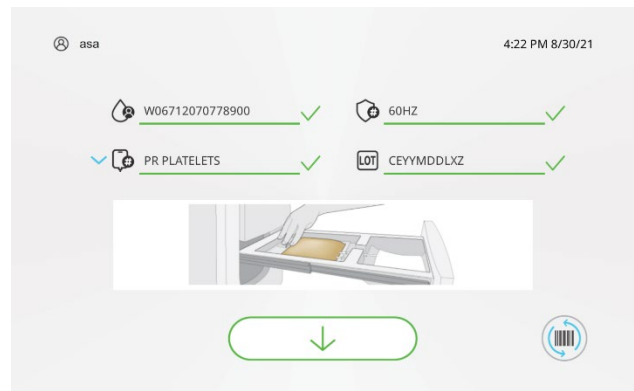 asa
4:22 PM 8/30/21
W06712070778900
60HZ
PR PLATELETS
LOT
CEYYMDDLXZ